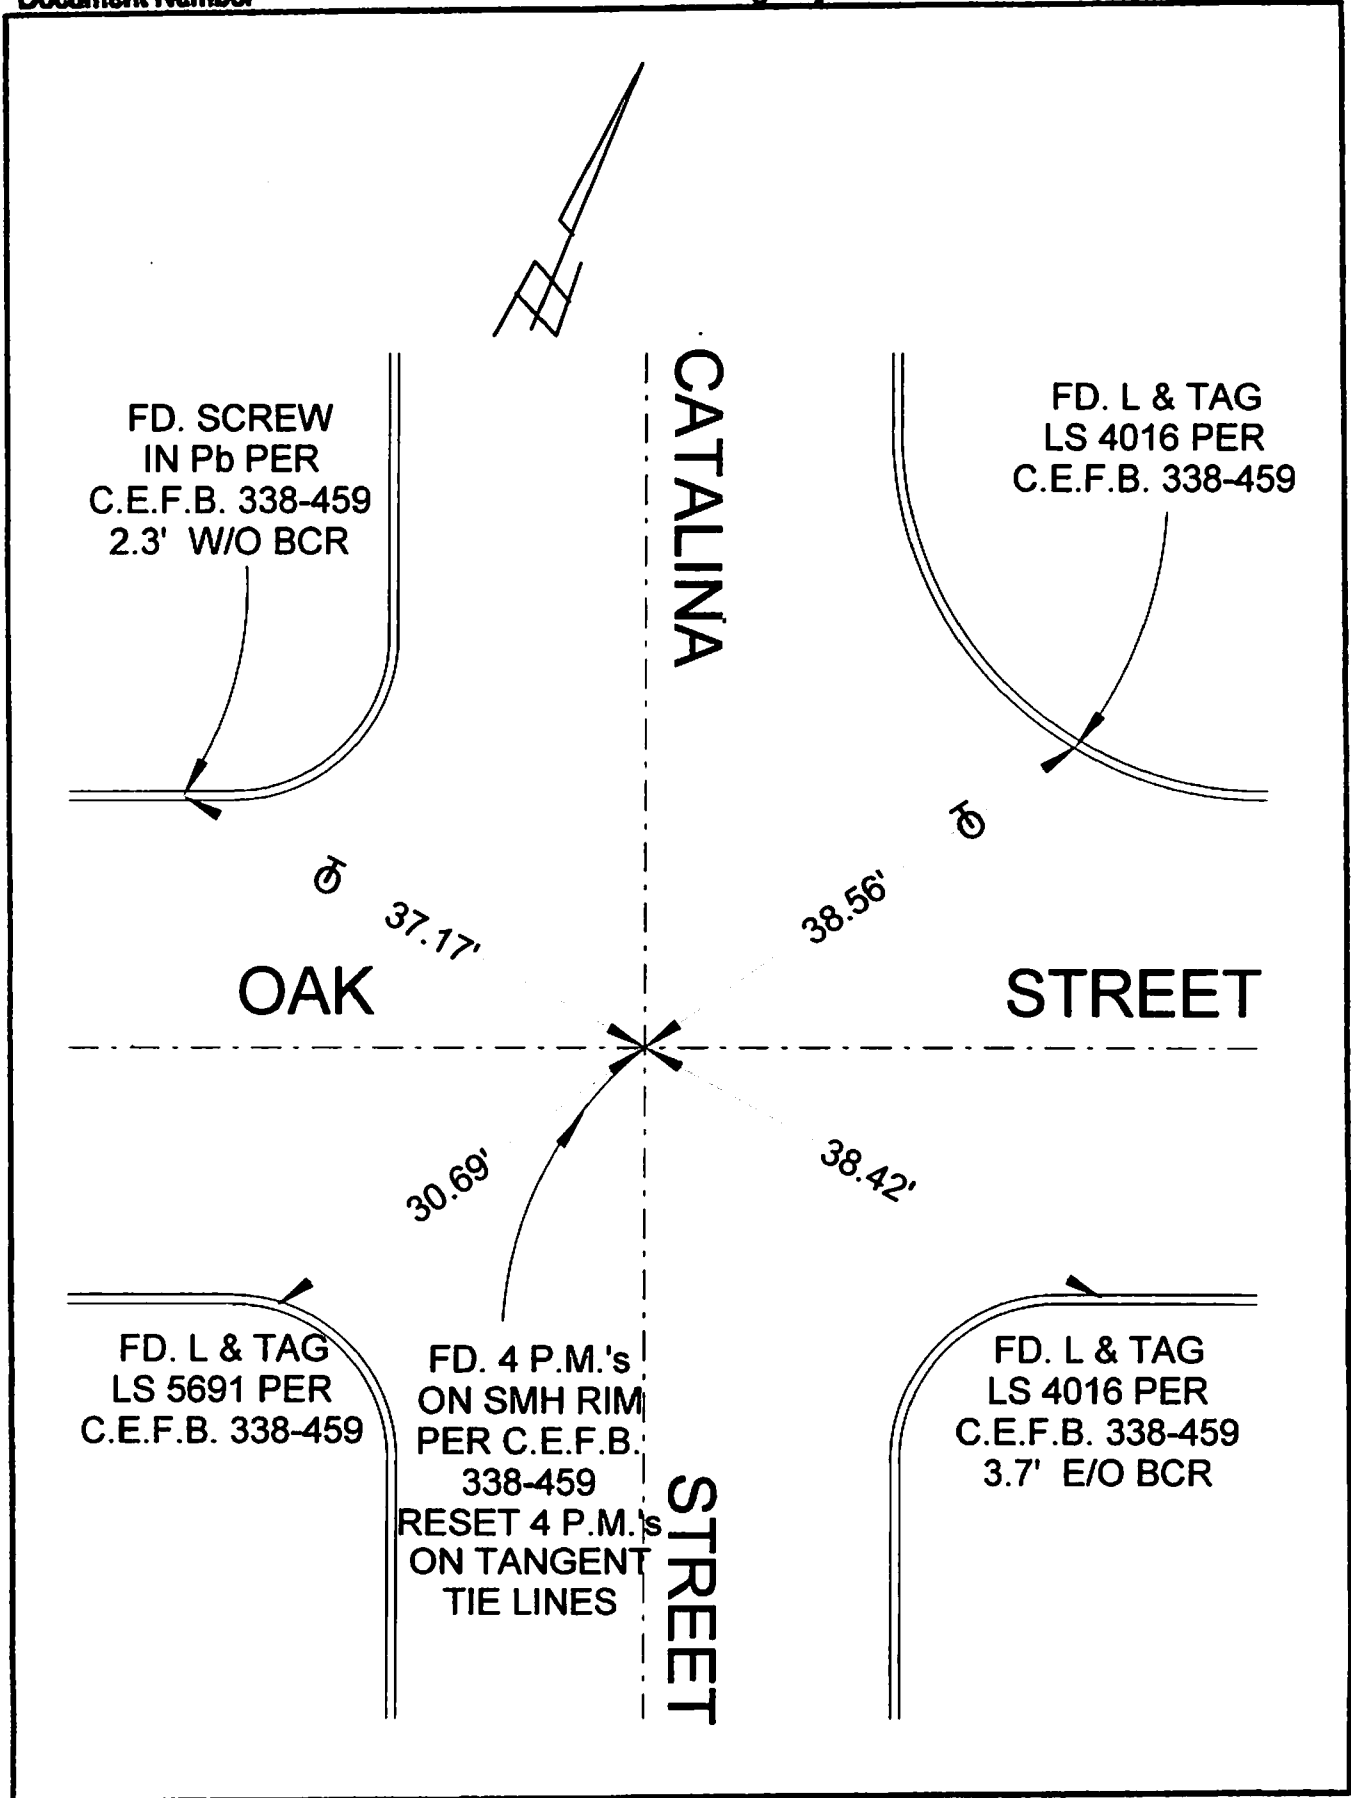 Document Number
FD. SCREW
IN Pb PER
C.E.F.B. 338-459
2.3' W/O BCR
CATALINA
FD. L & TAG
LS 4016 PER
C.E.F.B. 338-459
37.17'
38.56'
OAK
STREET
30.69'
38.42'
FD. L & TAG
LS 5691 PER
C.E.F.B. 338-459
FD. 4 P.M.'s
ON SMH RIM
PER C.E.F.B.
338-459
RESET 4 P.M.'s
ON TANGENT
TIE LINES
STREET
FD. L & TAG
LS 4016 PER
C.E.F.B. 338-459
3.7' E/O BCR